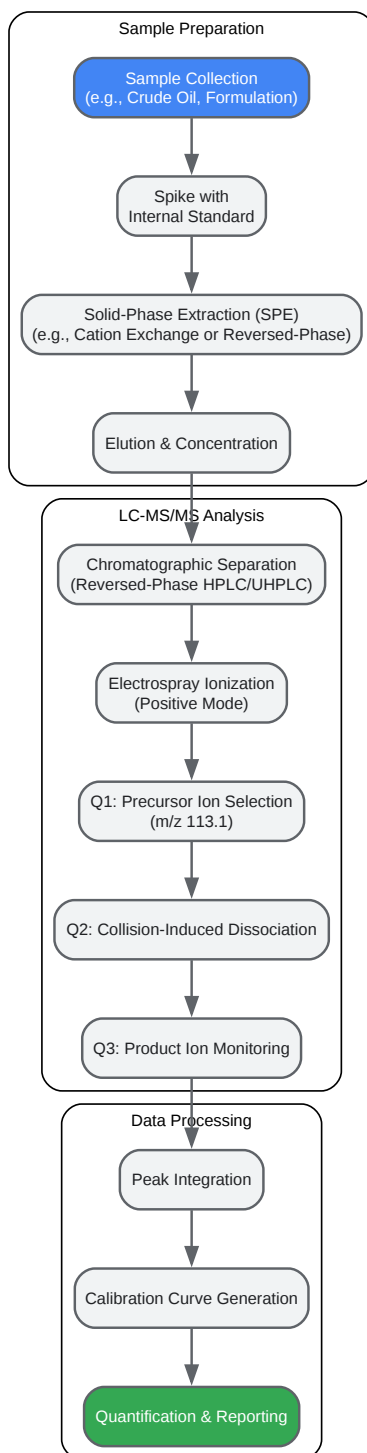 Sample Preparation
Sample Collection
(e.g., Crude Oil, Formulation)
Spike with
Internal Standard
Solid-Phase Extraction (SPE)
(e.g., Cation Exchange or Reversed-Phase)
Elution & Concentration
LC-MS/MS Analysis
Chromatographic Separation
(Reversed-Phase HPLC/UHPLC)
Electrospray Ionization
(Positive Mode)
Q1: Precursor Ion Selection
(m/z 113.1)
Q2: Collision-Induced Dissociation
Q3: Product Ion Monitoring
Data Processing
Peak Integration
Calibration Curve Generation
Quantification & Reporting